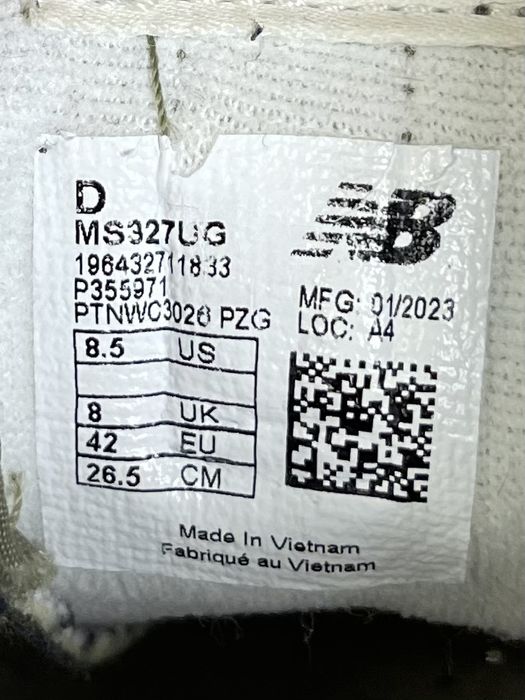 D
MS327UG
196432711833
P355971
PTNWC3026 PZG
NB
MFG: 01/2023
LOC: A4
8.5 US
8 UK
42 EU
26.5 CM
Made In Vietnam
Fabriqué au Vietnam